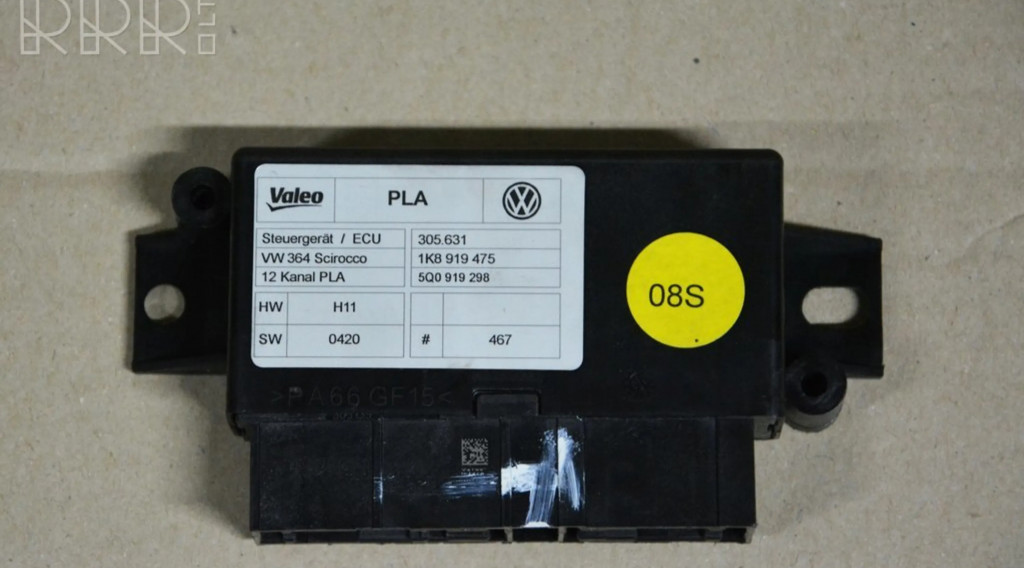 RRR.LT
Valeo PLA
Steuergerät / ECU 305.631
VW 364 Scirocco 1K8 919 475
12 Kanal PLA 5Q0 919 298
HW H11
SW 0420 # 467
08S
>PA66 GF15<